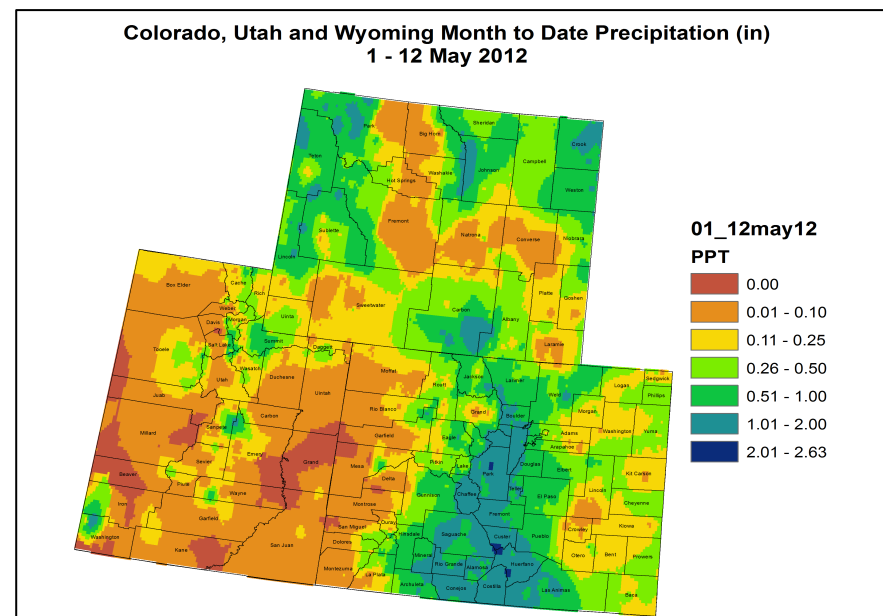 Colorado, Utah and Wyoming Month to Date Precipitation (in)
1 - 12 May 2012
Park
Big Horn
Sheridan
Crook
Campbell
Teton
Washakie
Johnson
Hot Springs
Weston
Fremont
Sublette
Natrona
Converse
Niobrara
Lincoln
Box Elder
Cache
Rich
Sweetwater
Uinta
Carbon
Albany
Platte
Goshen
Laramie
Weber
Morgan
Davis
Salt Lake
Summit
Daggett
Tooele
Wasatch
Utah
Duchesne
Uintah
Juab
Carbon
Sanpete
Millard
Emery
Grand
Sevier
Beaver
Piute
Wayne
Iron
Garfield
Washington
Kane
San Juan
Moffat
Routt
Jackson
Larimer
Weld
Logan
Sedgwick
Phillips
Morgan
Grand
Boulder
Rio Blanco
Adams
Washington
Yuma
Arapahoe
Garfield
Eagle
Douglas
Elbert
Kit Carson
Mesa
Pitkin
Lake
Park
Delta
Gunnison
Chaffee
Teller
El Paso
Lincoln
Cheyenne
Montrose
Fremont
Kiowa
Ouray
San Miguel
Hinsdale
Saguache
Custer
Pueblo
Crowley
Dolores
Mineral
Otero
Bent
Prowers
Rio Grande
Alamosa
Huerfano
Montezuma
La Plata
Archuleta
Conejos
Costilla
Las Animas
Baca
01_12may12
PPT
0.00
0.01 - 0.10
0.11 - 0.25
0.26 - 0.50
0.51 - 1.00
1.01 - 2.00
2.01 - 2.63